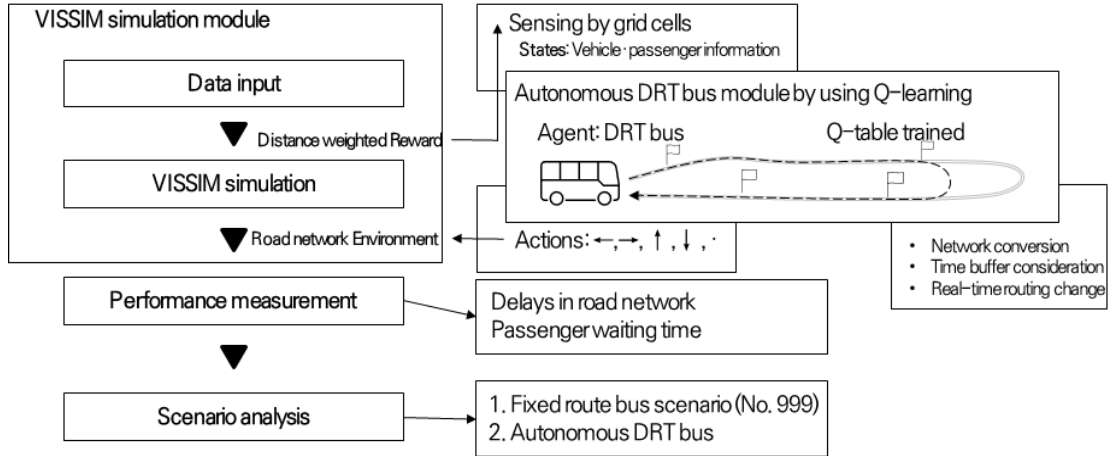 VISSIM simulation module
Data input
Distance weighted Reward
VISSIM simulation
Road network Environment
Performance measurement
Scenario analysis
Sensing by grid cells
States: Vehicle·passenger information
Autonomous DRT bus module by using Q-learning
Agent: DRT bus
Q-table trained
Actions: ←,→, ↑ , ↓ , ·
• Network conversion
• Time buffer consideration
• Real-time routing change
Delays in road network
Passenger waiting time
1. Fixed route bus scenario (No. 999)
2. Autonomous DRT bus